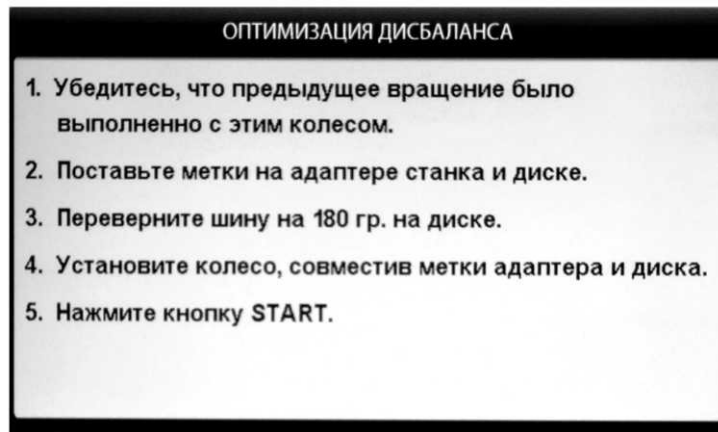 ОПТИМИЗАЦИЯ ДИСБАЛАНСА
1. Убедитесь, что предыдущее вращение было
выполненно с этим колесом.
2. Поставьте метки на адаптере станка и диске.
3. Переверните шину на 180 гр. на диске.
4. Установите колесо, совместив метки адаптера и диска.
5. Нажмите кнопку START.